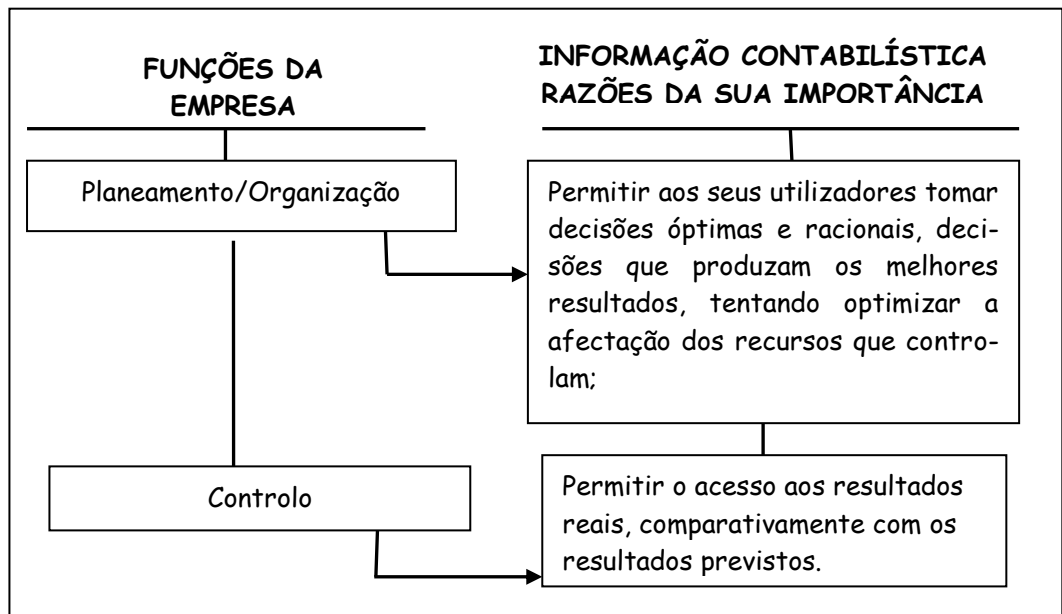 FUNÇÕES DA
EMPRESA
INFORMAÇÃO CONTABILÍSTICA
RAZÕES DA SUA IMPORTÂNCIA
Planeamento/Organização
Permitir aos seus utilizadores tomar
decisões óptimas e racionais, deci-
sões que produzam os melhores
resultados, tentando optimizar a
afectação dos recursos que contro-
lam;
Controlo
Permitir o acesso aos resultados
reais, comparativamente com os
resultados previstos.